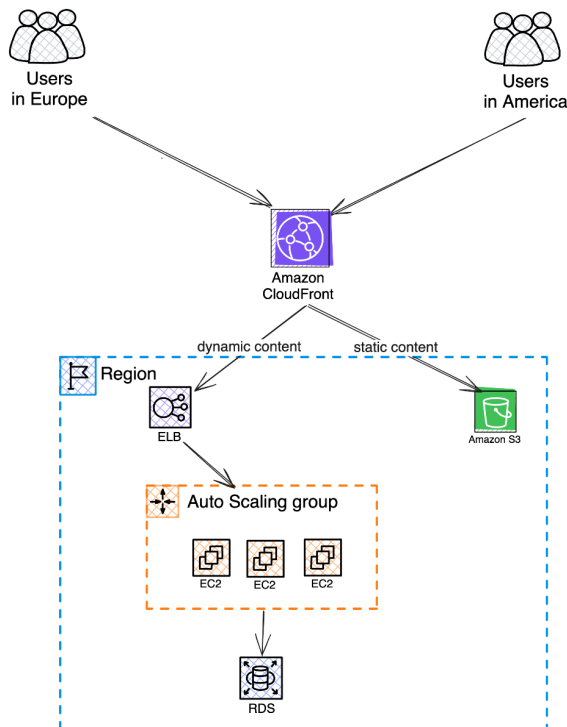 Users
in Europe
Users
in America
Amazon
CloudFront
dynamic content
static content
Region
ELB
Amazon S3
Auto Scaling group
EC2
EC2
EC2
RDS